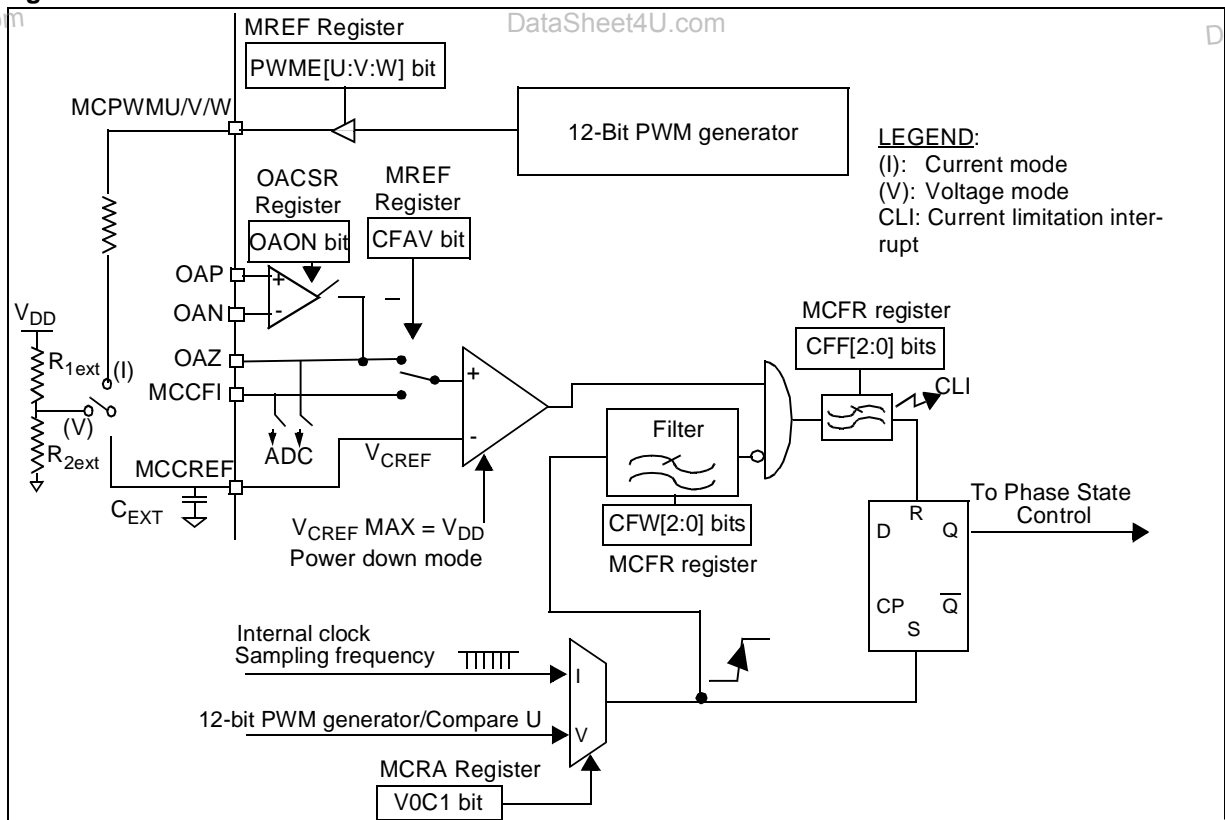 DataSheet4U.com
MREF Register
PWME[U:V:W] bit
MCPWMU/V/W
12-Bit PWM generator
LEGEND:
(I): Current mode
(V): Voltage mode
CLI: Current limitation inter-
rupt
OACSR
Register
OAON bit
MREF
Register
CFAV bit
OAP
+
OAN
-
VDD
R1ext
(I)
OAZ
MCCFI
+
-
(V)
R2ext
ADC
VCREF
MCCREF
CEXT
VCREF MAX = VDD
Power down mode
MCFR register
CFF[2:0] bits
CLI
Filter
CFW[2:0] bits
MCFR register
R
D Q
CP Q
S
To Phase State
Control
Internal clock
Sampling frequency
I
12-bit PWM generator/Compare U
V
MCRA Register
V0C1 bit